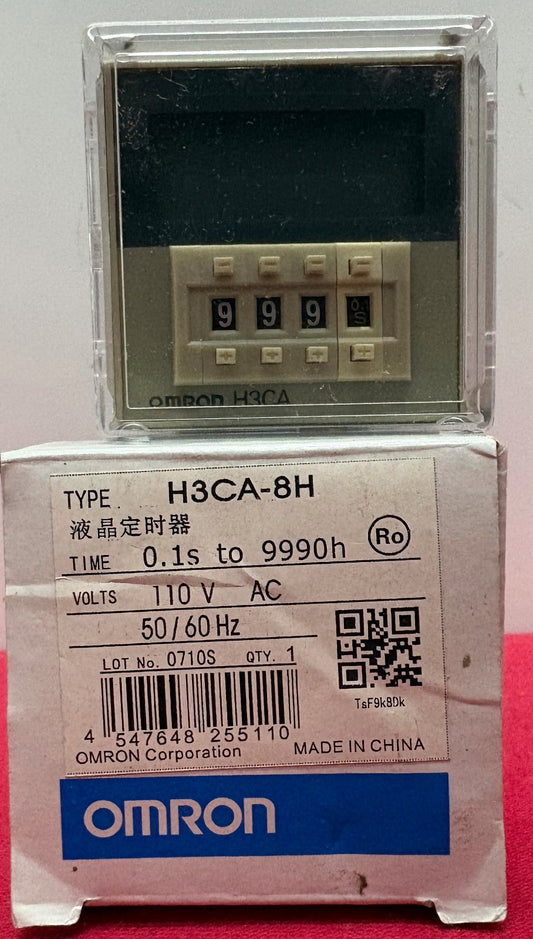 9 9 9 0.1 S
OMRON H3CA
TYPE H3CA-8H
液晶定时器
TIME 0.1s to 9990h Ro
VOLTS 110 V AC
50/60 Hz
LOT No. 0710S QTY. 1
TsF9k8Dk
4 547648 255110
OMRON Corporation MADE IN CHINA
OMRON